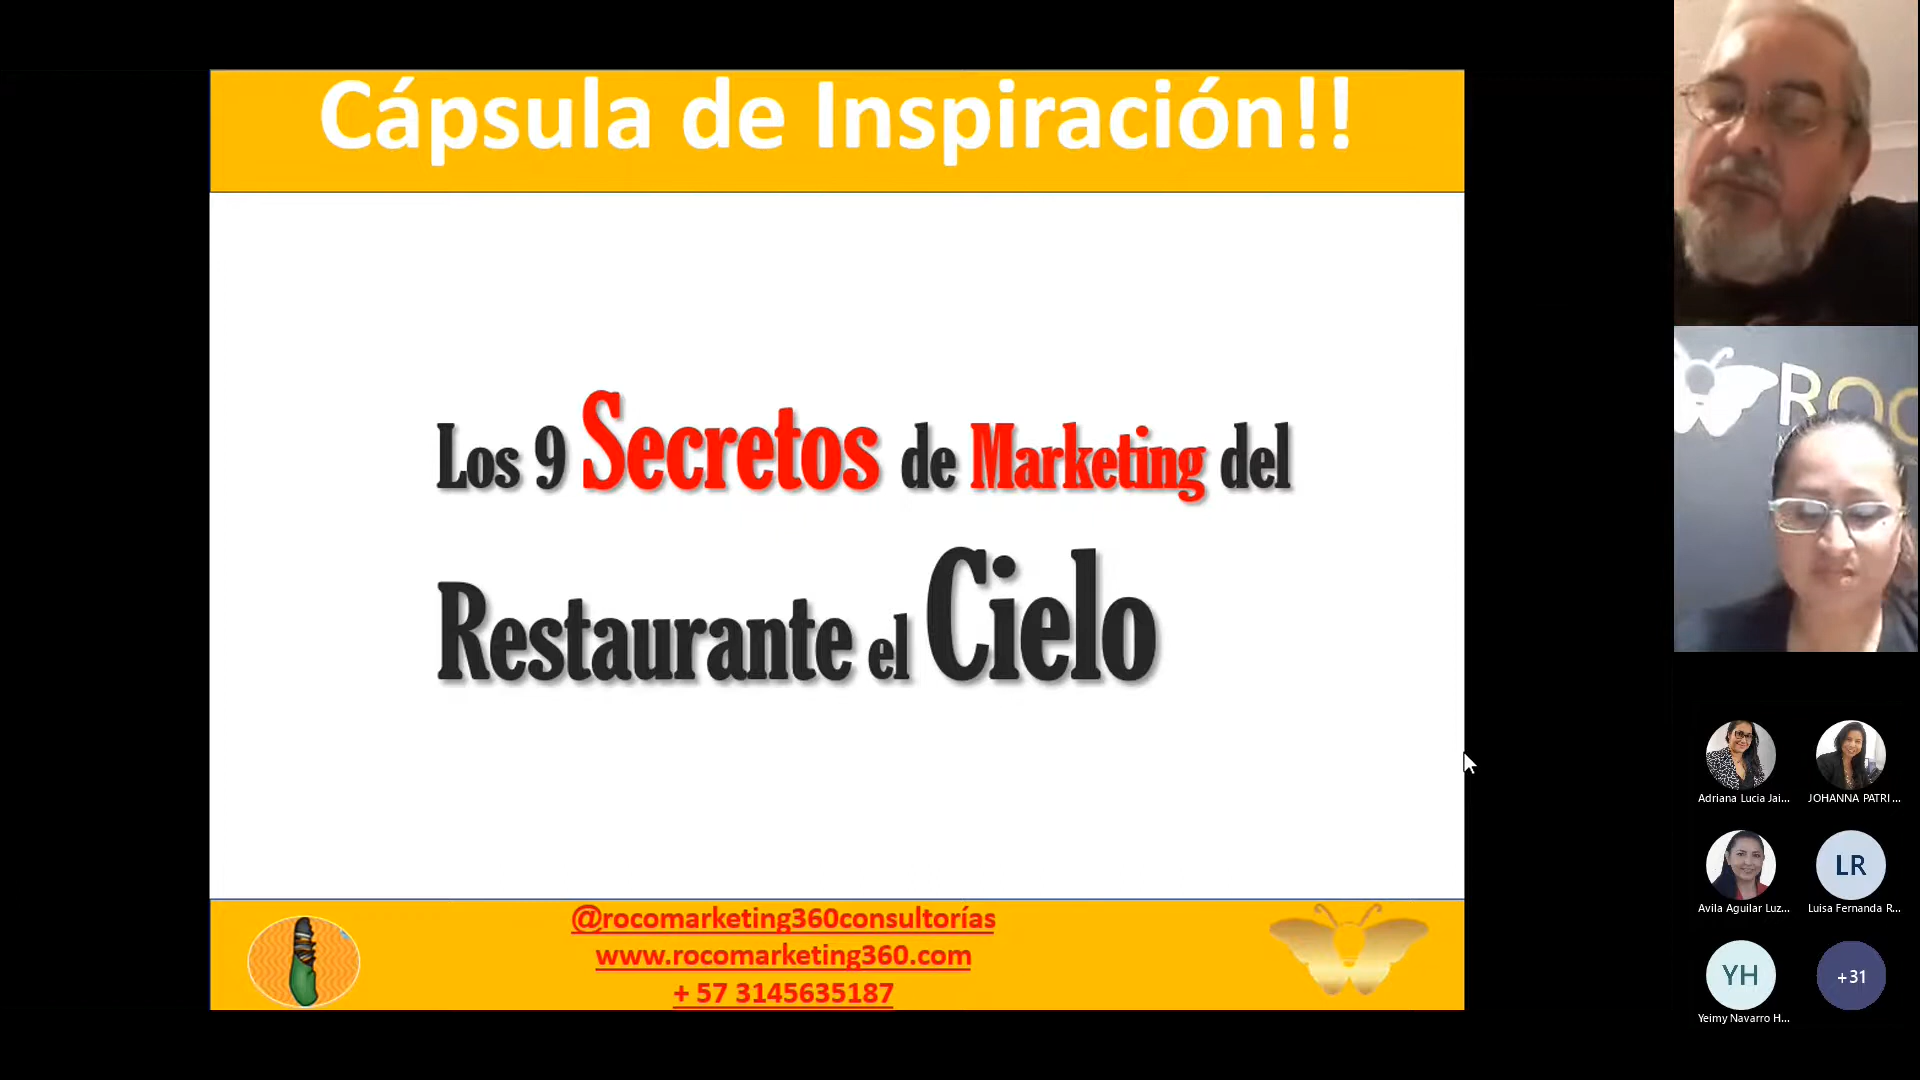 Cápsula de Inspiración!!
Los 9 Secretos de Marketing del
Restaurante el Cielo
@rocomarketing360consultorías
www.rocomarketing360.com
+ 57 3145635187
ROC
Adriana Lucia Jai...
JOHANNA PATRI...
Avila Aguilar Luz...
LR
Luisa Fernanda R...
YH
Yeimy Navarro H...
+31